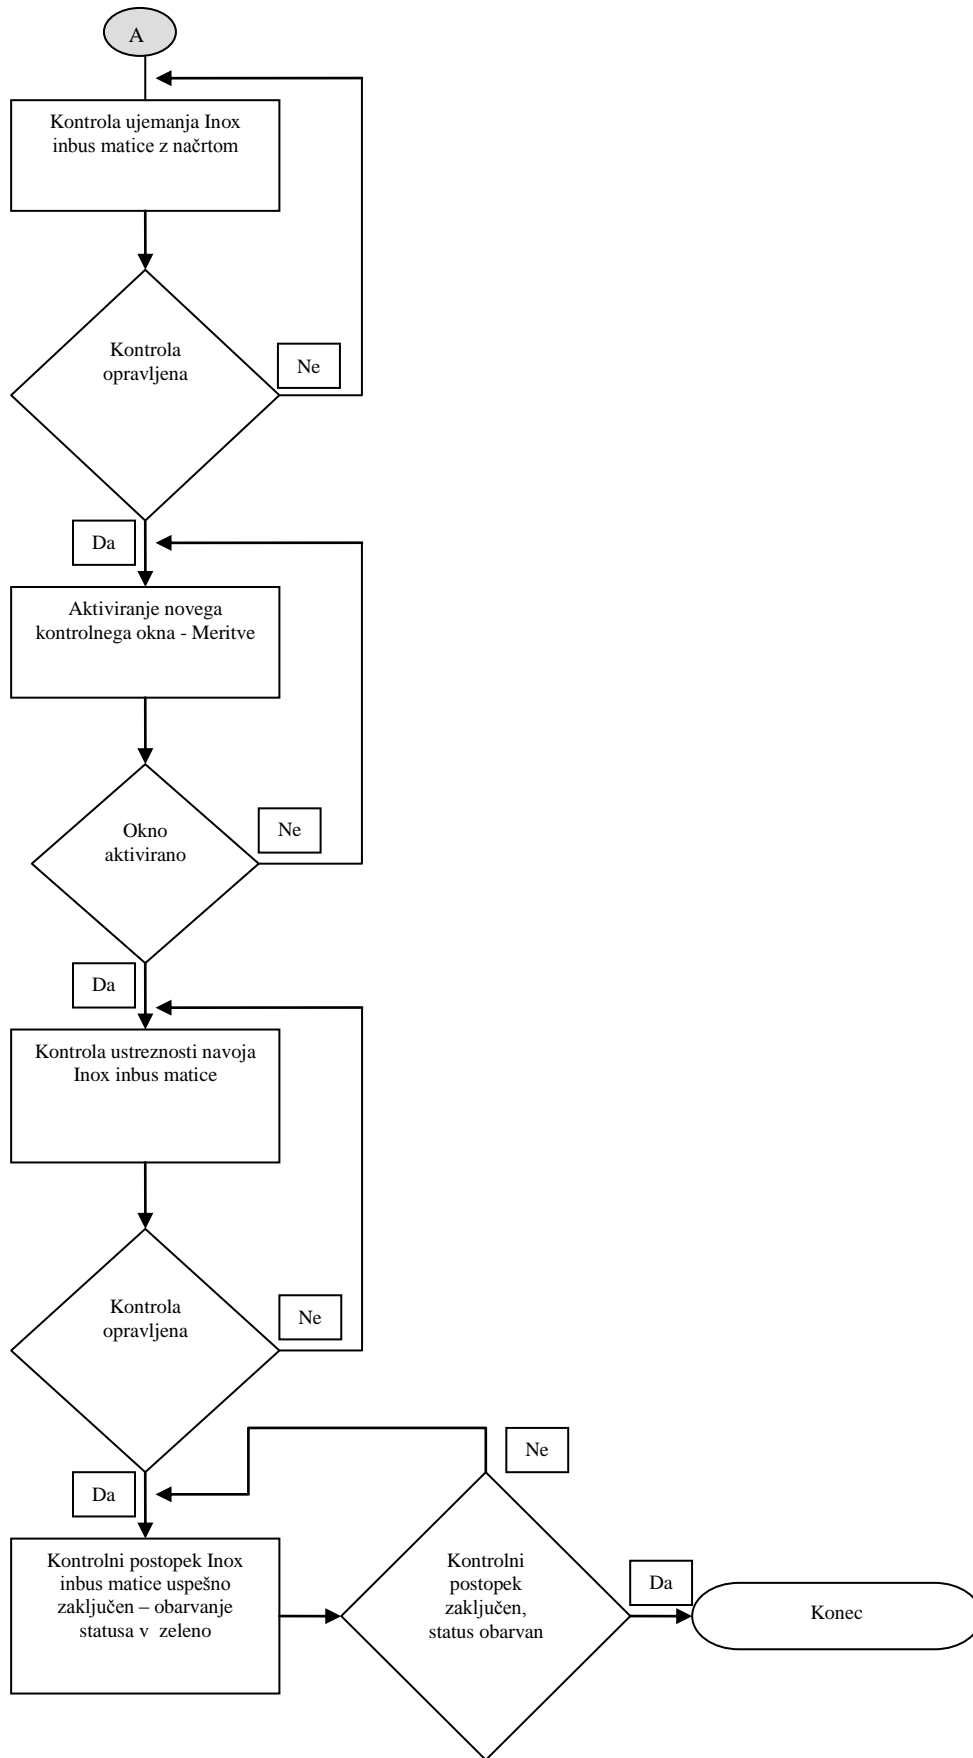 A
Kontrola ujemanja Inox
inbus matice z načrtom
Kontrola
opravljena
Ne
Da
Aktiviranje novega
kontrolnega okna - Meritve
Okno
aktivirano
Ne
Da
Kontrola ustreznosti navoja
Inox inbus matice
Kontrola
opravljena
Ne
Da
Ne
Kontrolni postopek Inox
inbus matice uspešno
zaključen – obarvanje
statusa v zeleno
Kontrolni
postopek
zaključen,
status obarvan
Da
Konec